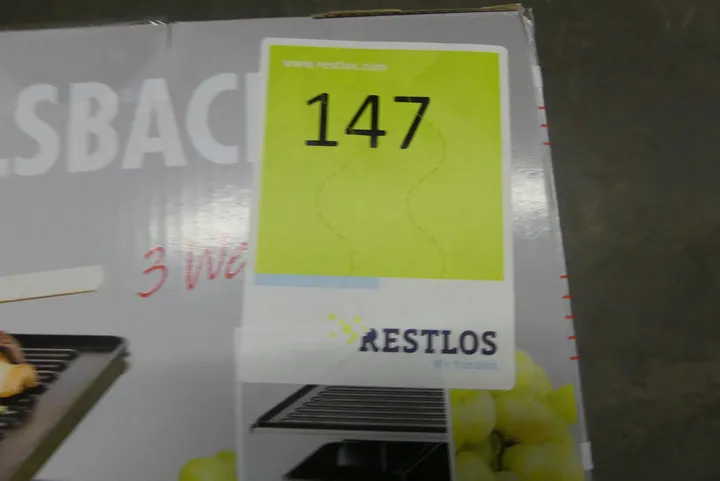 www.restlos.com
147
LSBAC
3 We
RESTLOS
Wir handeln